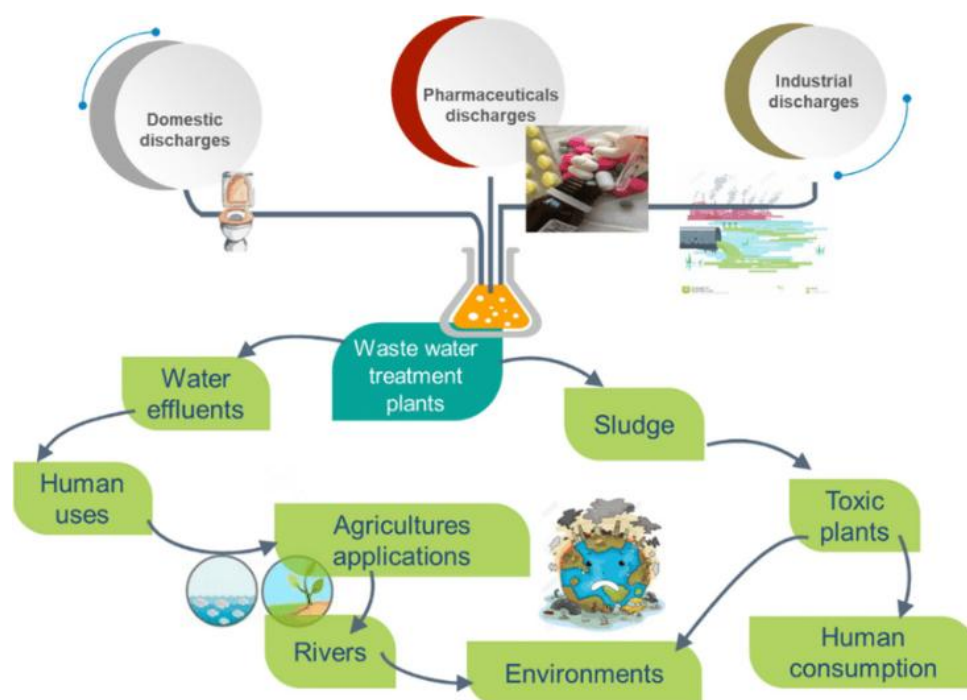 Domestic
discharges
Pharmaceuticals
discharges
Industrial
discharges
Waste water
treatment
plants
Water
effluents
Sludge
Human
uses
Agricultures
applications
Toxic
plants
Rivers
Environments
Human
consumption